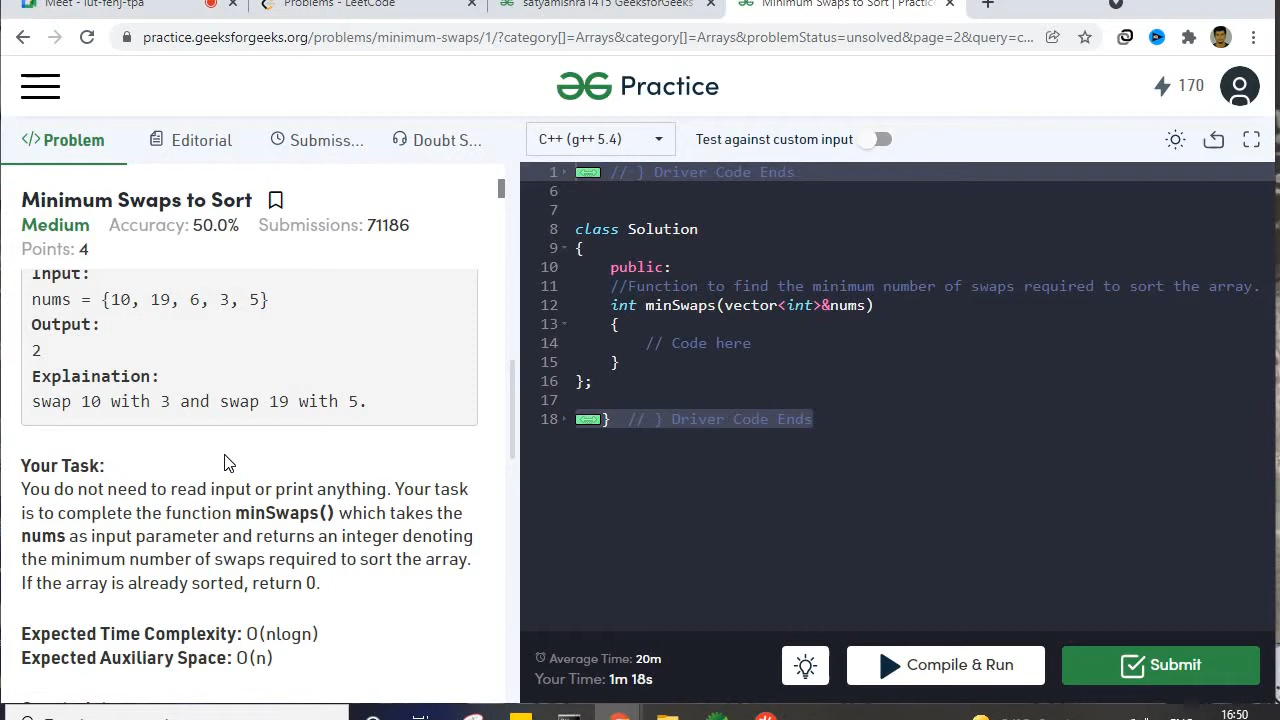 Meet - iut-fehj-tpa
Problems - LeetCode
satyamishra1415 GeeksforGeeks
Minimum Swaps to Sort | Practic
practice.geeksforgeeks.org/problems/minimum-swaps/1/?category[]=Arrays&category[]=Arrays&problemStatus=unsolved&page=2&query=c...
Practice
170
</> Problem
Editorial
Submiss...
Doubt S...
C++ (g++ 5.4)
Test against custom input
Minimum Swaps to Sort
Medium Accuracy: 50.0% Submissions: 71186
Points: 4
Input:
nums = {10, 19, 6, 3, 5}
Output:
2
Explaination:
swap 10 with 3 and swap 19 with 5.
Your Task:
You do not need to read input or print anything. Your task
is to complete the function minSwaps() which takes the
nums as input parameter and returns an integer denoting
the minimum number of swaps required to sort the array.
If the array is already sorted, return 0.
Expected Time Complexity: O(nlogn)
Expected Auxiliary Space: O(n)
1 // } Driver Code Ends
6
7
8 class Solution
9 {
10 public:
11 //Function to find the minimum number of swaps required to sort the array.
12 int minSwaps(vector<int>&nums)
13 {
14 // Code here
15 }
16 };
17
18 } // } Driver Code Ends
Average Time: 20m
Your Time: 1m 18s
Compile & Run
Submit
16:50